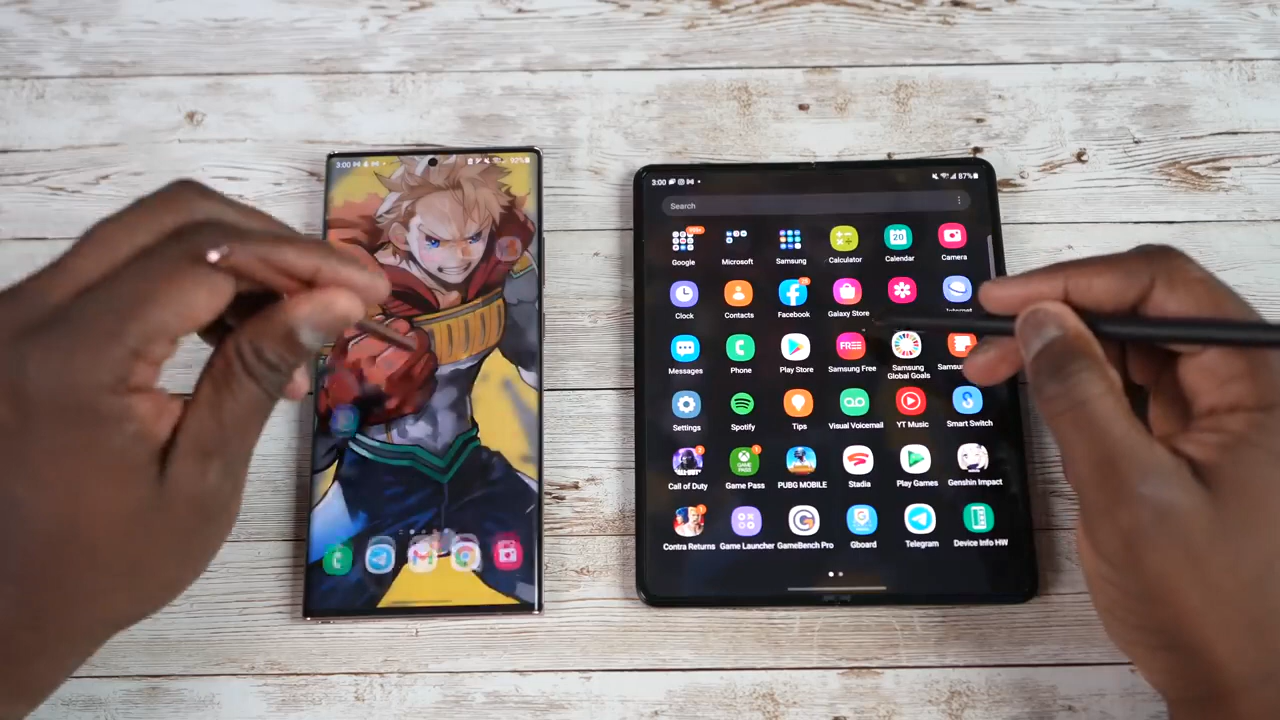 3:00
92%
3:00
87%
Search
Google
Microsoft
Samsung
Calculator
Calendar
Camera
20
Clock
Contacts
Facebook
Galaxy Store
Messages
Phone
Play Store
Samsung Free
Samsung Global Goals
FREE
Settings
Spotify
Tips
Visual Voicemail
YT Music
Smart Switch
Call of Duty
Game Pass
PUBG MOBILE
Stadia
Play Games
Genshin Impact
GAME PASS
Contra Returns
Game Launcher
GameBench Pro
Gboard
Telegram
Device Info HW